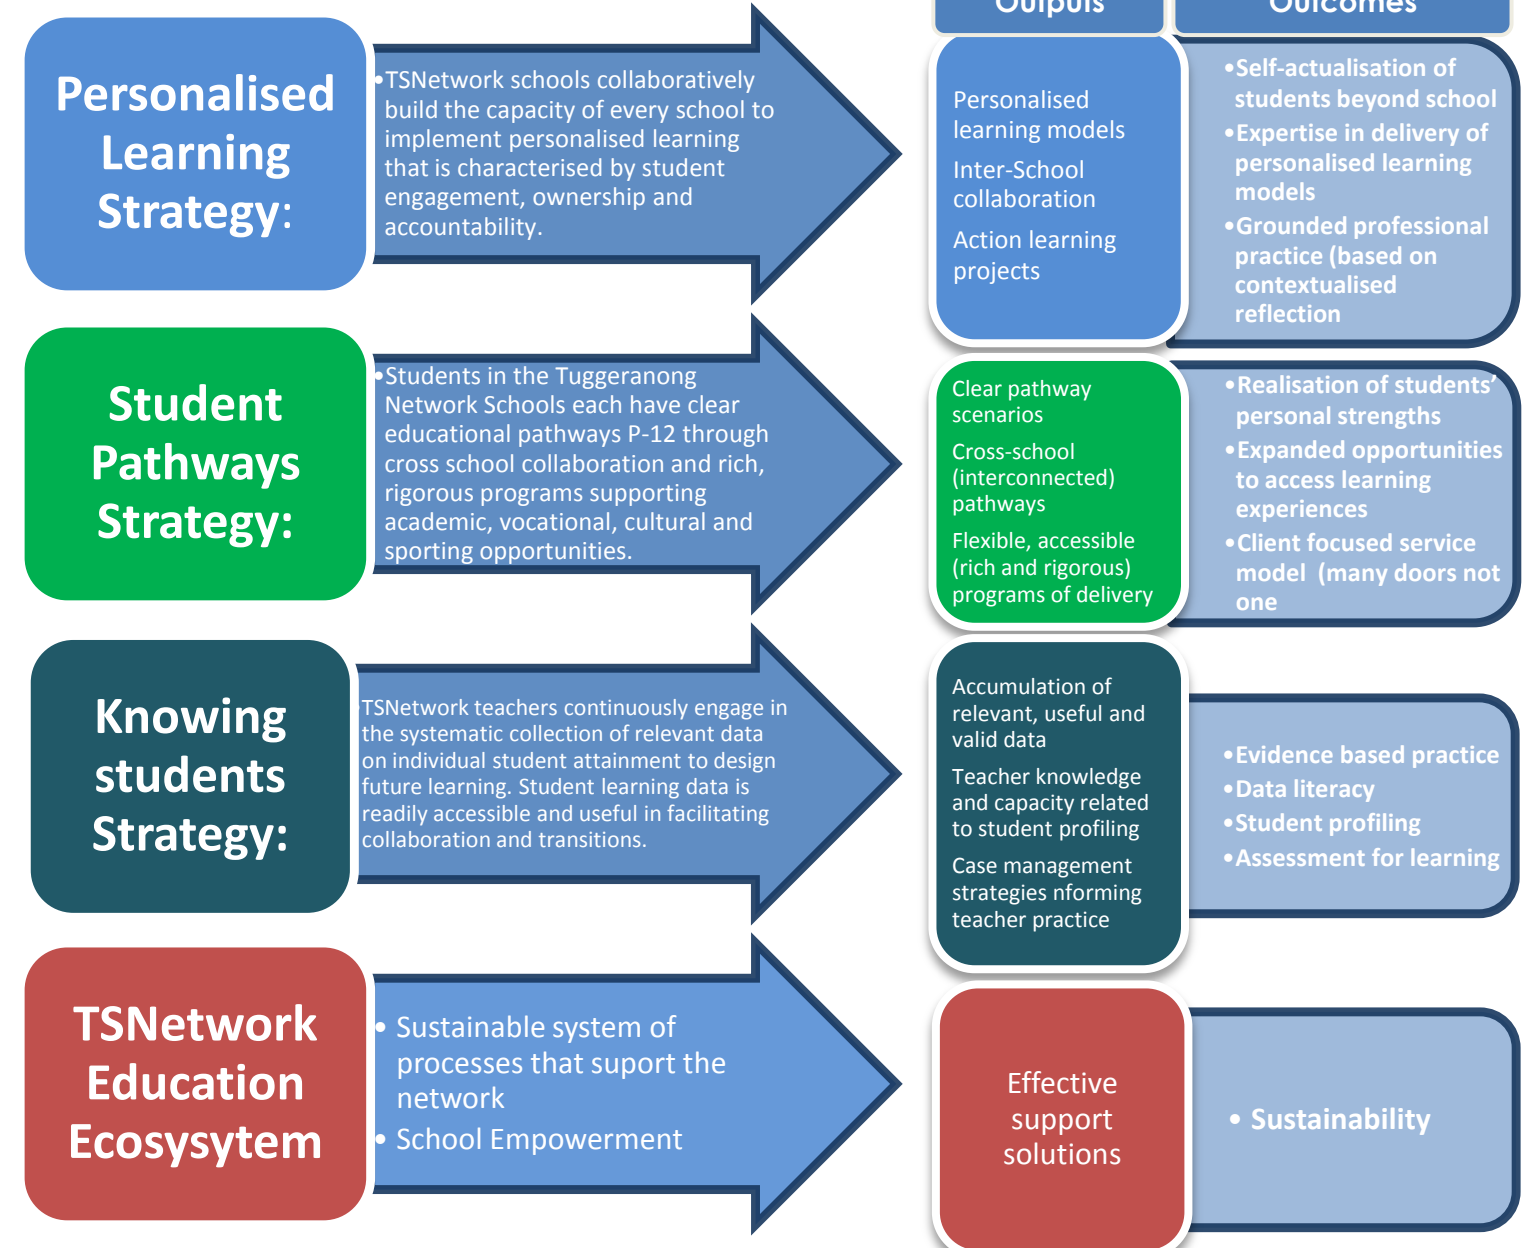 Outputs
Outcomes
Personalised
Learning
Strategy:
•TSNetwork schools collaboratively
build the capacity of every school to
implement personalised learning
that is characterised by student
engagement, ownership and
accountability.
Personalised
learning models
Inter-School
collaboration
Action learning
projects
•Self-actualisation of
students beyond school
•Expertise in delivery of
personalised learning
models
•Grounded professional
practice (based on
contextualised
reflection
Student
Pathways
Strategy:
•Students in the Tuggeranong
Network Schools each have clear
educational pathways P-12 through
cross school collaboration and rich,
rigorous programs supporting
academic, vocational, cultural and
sporting opportunities.
Clear pathway
scenarios
Cross-school
(interconnected)
pathways
Flexible, accessible
(rich and rigorous)
programs of delivery
•Realisation of students’
personal strengths
•Expanded opportunities
to access learning
experiences
•Client focused service
model  (many doors not
one
Knowing
students
Strategy:
•TSNetwork teachers continuously engage in
the systematic collection of relevant data
on individual student attainment to design
future learning. Student learning data is
readily accessible and useful in facilitating
collaboration and transitions.
Accumulation of
relevant, useful and
valid data
Teacher knowledge
and capacity related
to student profiling
Case management
strategies nforming
teacher practice
•Evidence based practice
•Data literacy
•Student profiling
•Assessment for learning
TSNetwork
Education
Ecosysytem
• Sustainable system of
processes that suport the
network
• School Empowerment
Effective
support
solutions
• Sustainability